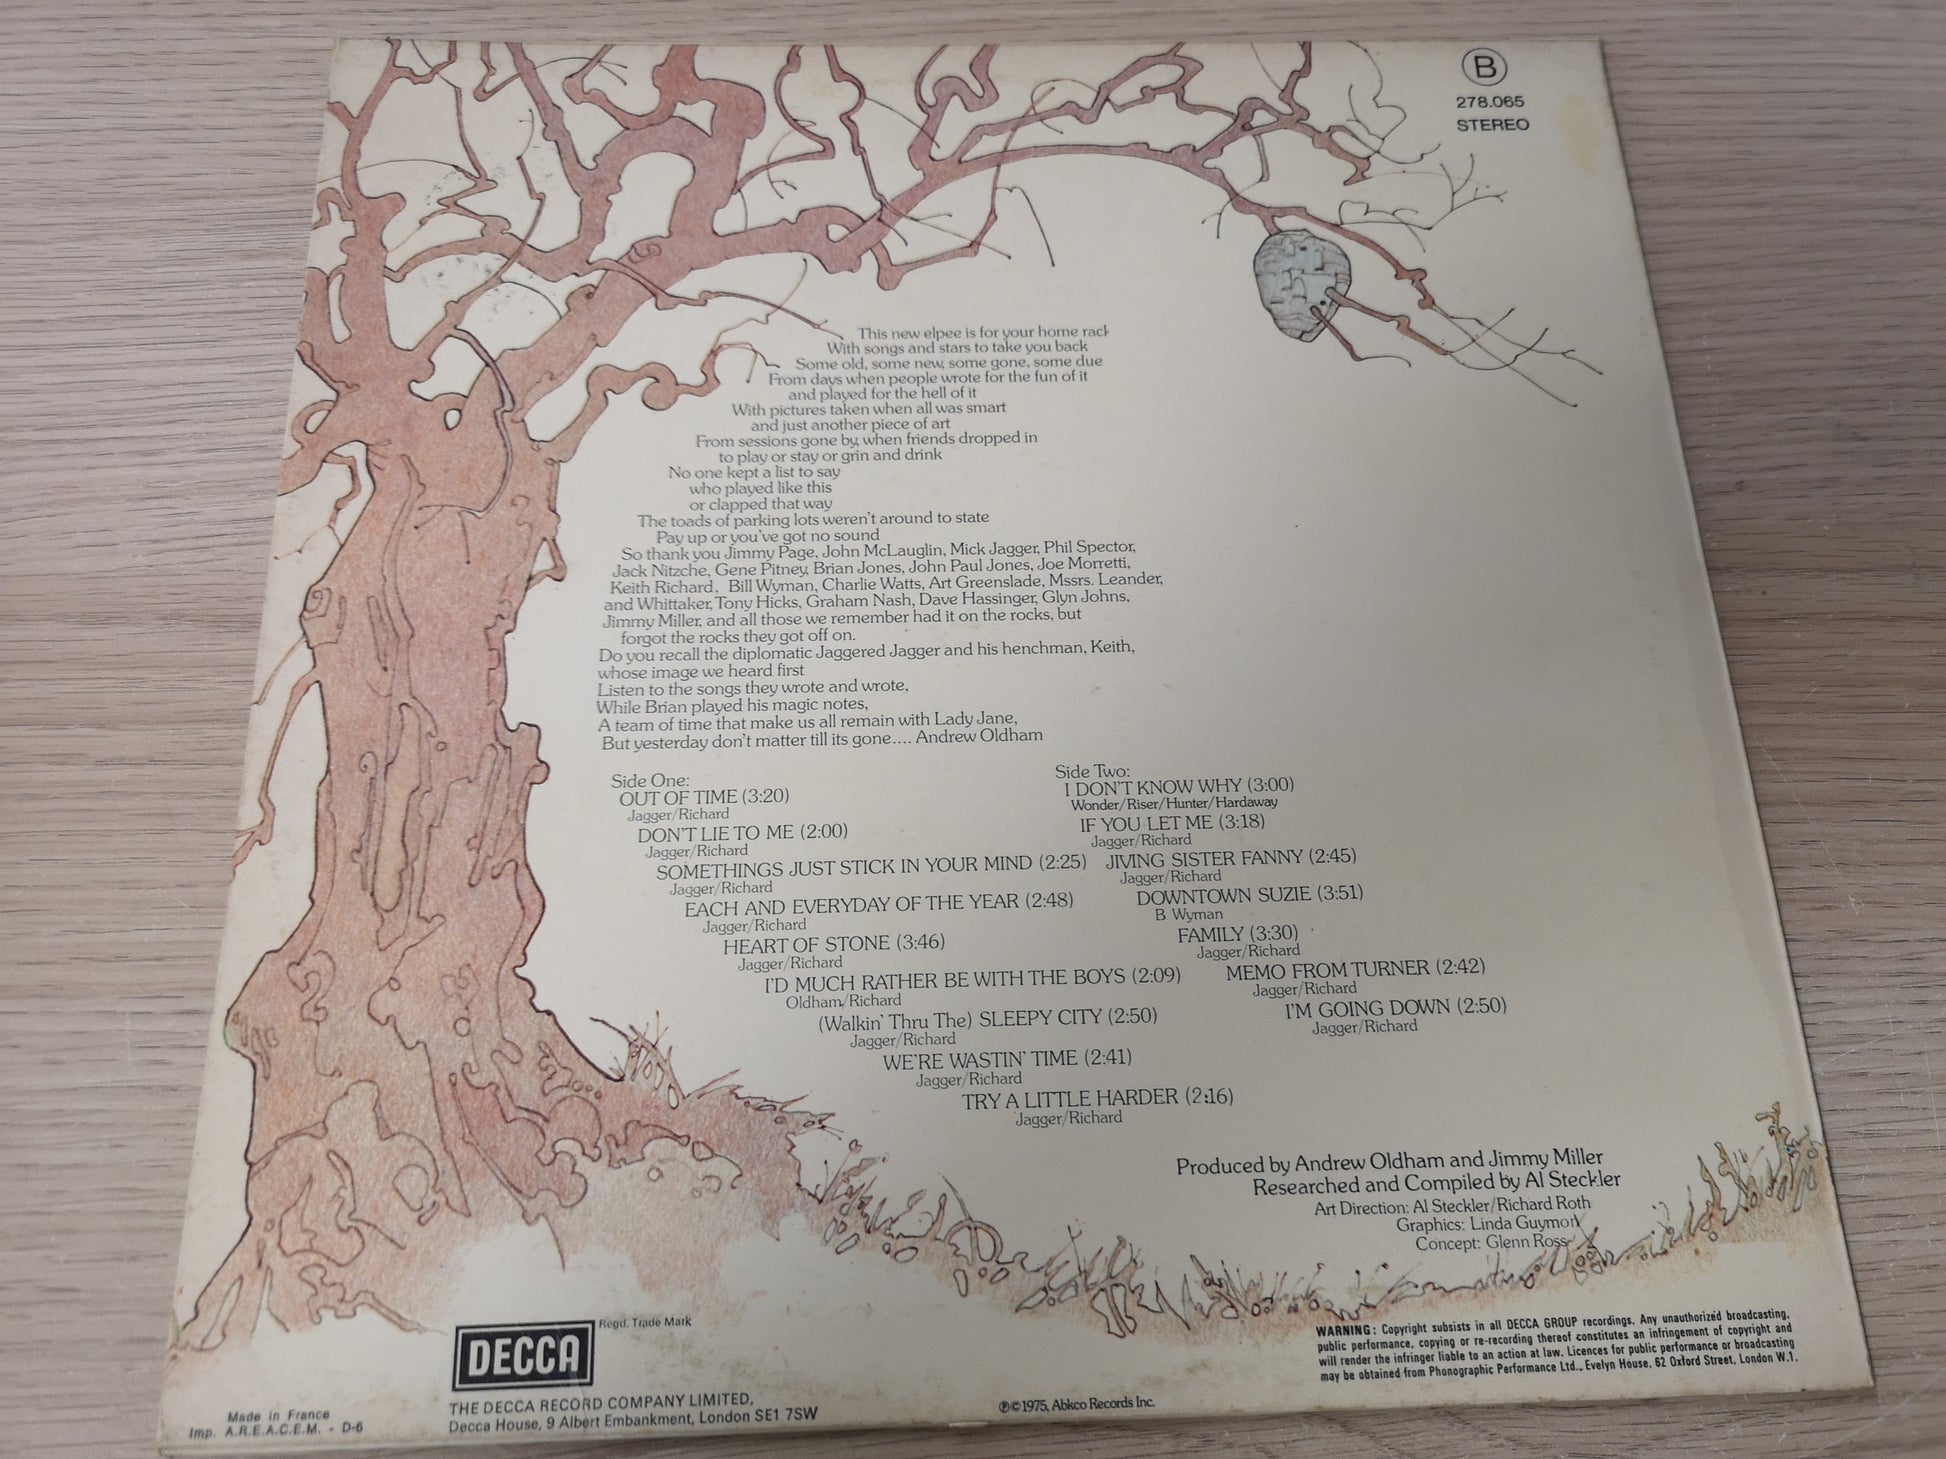 B
278.065
STEREO
This new elpee is for your home rack
With songs and stars to take you back
Some old, some new, some gone, some due
From days when people wrote for the fun of it
and played for the hell of it
With pictures taken when all was smart
and just another piece of art
From sessions gone by, when friends dropped in
to play or stay or grin and drink
No one kept a list to say
who played like this
or clapped that way
The toads of parking lots weren't around to state
Pay up or you've got no sound
So thank you Jimmy Page, John McLauglin, Mick Jagger, Phil Spector,
Jack Nitzche, Gene Pitney, Brian Jones, John Paul Jones, Joe Morretti,
Keith Richard, Bill Wyman, Charlie Watts, Art Greenslade, Mssrs. Leander,
and Whittaker, Tony Hicks, Graham Nash, Dave Hassinger, Glyn Johns,
Jimmy Miller, and all those we remember had it on the rocks, but
forgot the rocks they got off on.
Do you recall the diplomatic Jaggered Jagger and his henchman, Keith,
whose image we heard first
Listen to the songs they wrote and wrote,
While Brian played his magic notes,
A team of time that make us all remain with Lady Jane,
But yesterday don't matter till its gone.... Andrew Oldham
Side One:
OUT OF TIME (3:20)
Jagger/Richard
DON'T LIE TO ME (2:00)
Jagger/Richard
SOMETHINGS JUST STICK IN YOUR MIND (2:25)
Jagger/Richard
EACH AND EVERYDAY OF THE YEAR (2:48)
Jagger/Richard
HEART OF STONE (3:46)
Jagger/Richard
I'D MUCH RATHER BE WITH THE BOYS (2:09)
Oldham/Richard
(Walkin' Thru The) SLEEPY CITY (2:50)
Jagger/Richard
WE'RE WASTIN' TIME (2:41)
Jagger/Richard
TRY A LITTLE HARDER (2:16)
Jagger/Richard
Side Two:
I DON'T KNOW WHY (3:00)
Wonder/Riser/Hunter/Hardaway
IF YOU LET ME (3:18)
Jagger/Richard
JIVING SISTER FANNY (2:45)
Jagger/Richard
DOWNTOWN SUZIE (3:51)
B Wyman
FAMILY (3:30)
Jagger/Richard
MEMO FROM TURNER (2:42)
Jagger/Richard
I'M GOING DOWN (2:50)
Jagger/Richard
Produced by Andrew Oldham and Jimmy Miller
Researched and Compiled by Al Steckler
Art Direction: Al Steckler/Richard Roth
Graphics: Linda Guymon
Concept: Glenn Ross
DECCA
Regd. Trade Mark
THE DECCA RECORD COMPANY LIMITED,
Decca House, 9 Albert Embankment, London SE1 7SW
Made in France
Imp. A.R.E.A.C.E.M. - D-6
℗©1975, Abkco Records Inc.
WARNING: Copyright subsists in all DECCA GROUP recordings. Any unauthorized broadcasting,
public performance, copying or re-recording thereof constitutes an infringement of copyright and
will render the infringer liable to an action at law. Licences for public performance or broadcasting
may be obtained from Phonographic Performance Ltd., Evelyn House, 62 Oxford Street, London W.1.